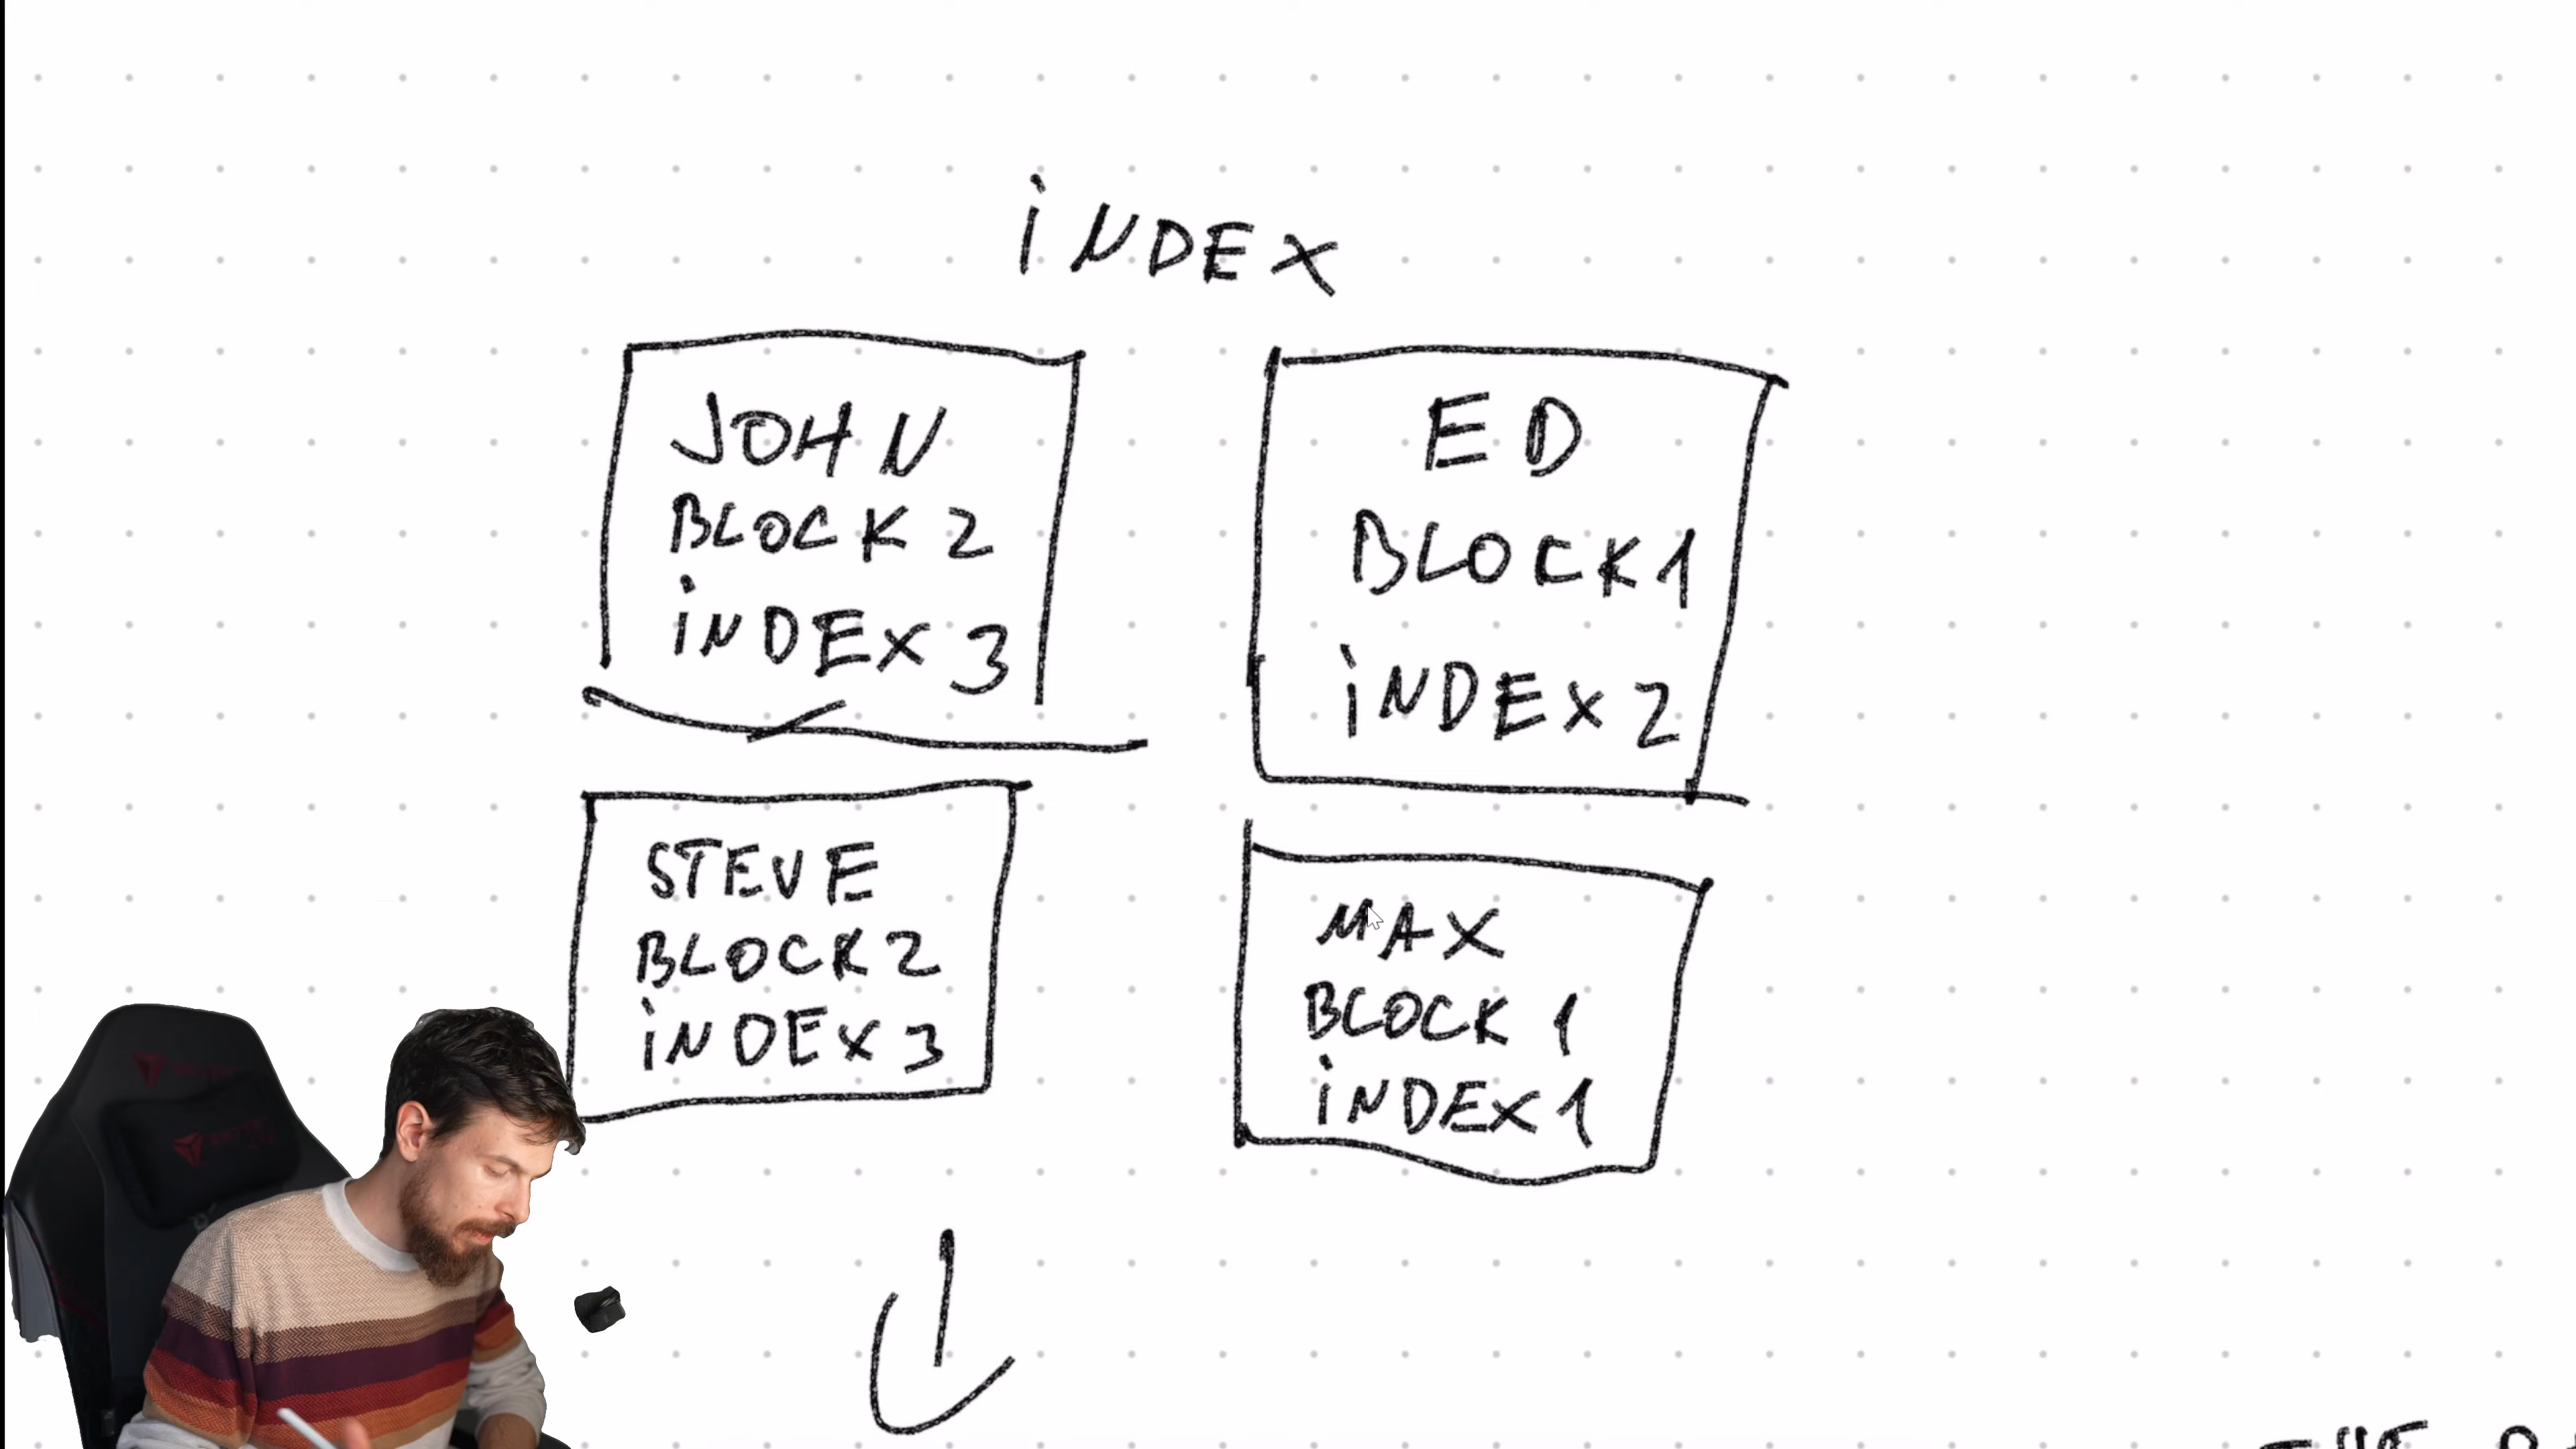 iNDEX
JOHN
BLOCK 2
iNDEX 3
ED
BLOCK 1
iNDEX 2
STEVE
BLOCK 2
iNDEX 3
MAX
BLOCK 1
iNDEX 1